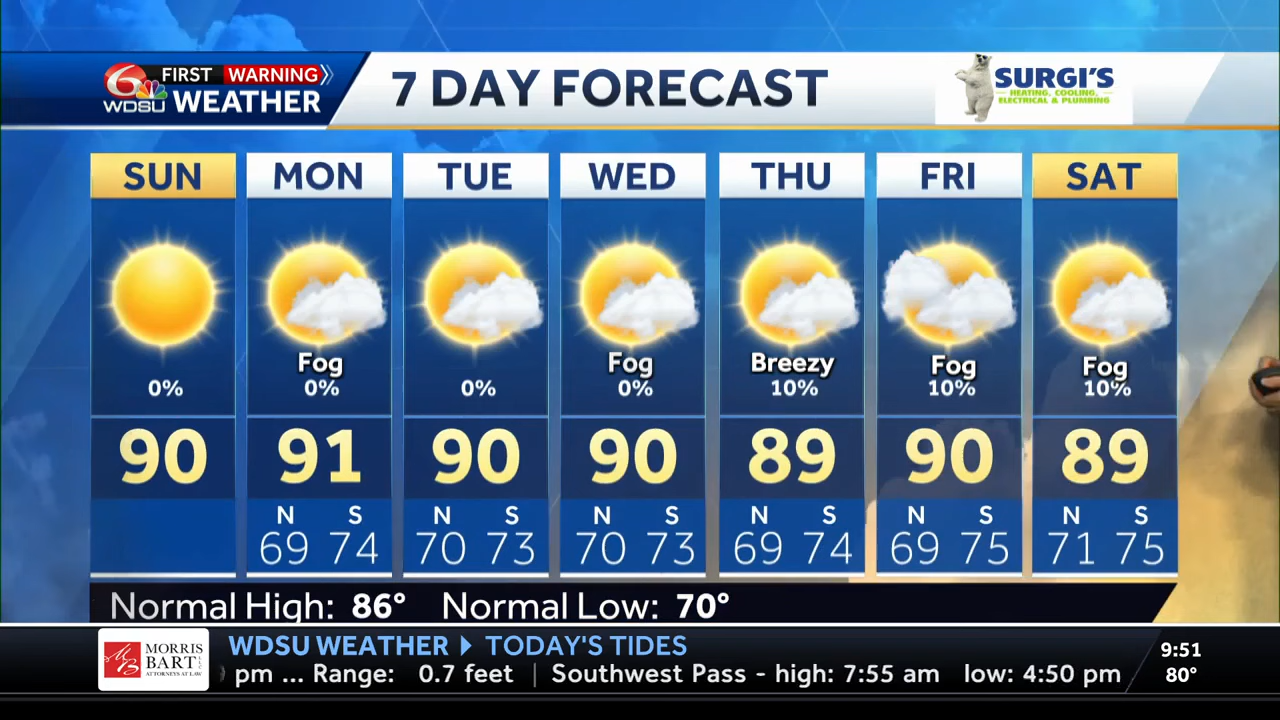 6 WDSU FIRST WARNING WEATHER
7 DAY FORECAST
SURGI'S
HEATING, COOLING,
ELECTRICAL & PLUMBING
SUN MON TUE WED THU FRI SAT
Fog Fog Breezy Fog Fog
0% 0% 0% 0% 10% 10% 10%
90 91 90 90 89 90 89
N S N S N S N S N S N S
69 74 70 73 70 73 69 74 69 75 71 75
Normal High: 86° Normal Low: 70°
MB MORRIS BART LLC
ATTORNEYS AT LAW
WDSU WEATHER TODAY'S TIDES
pm ... Range: 0.7 feet | Southwest Pass - high: 7:55 am low: 4:50 pm
9:51
80°